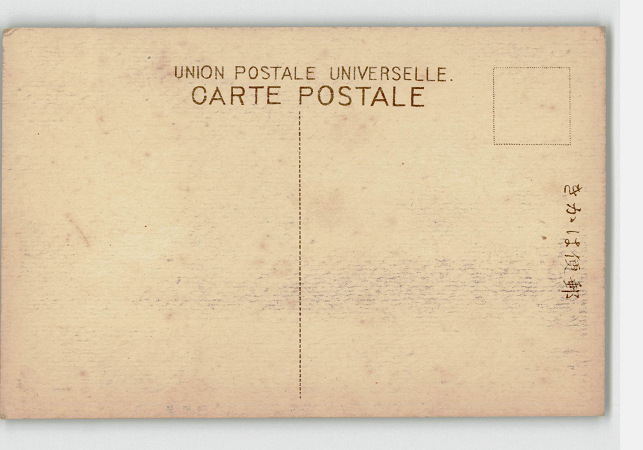 UNION POSTALE UNIVERSELLE.
CARTE POSTALE
きかは便郵